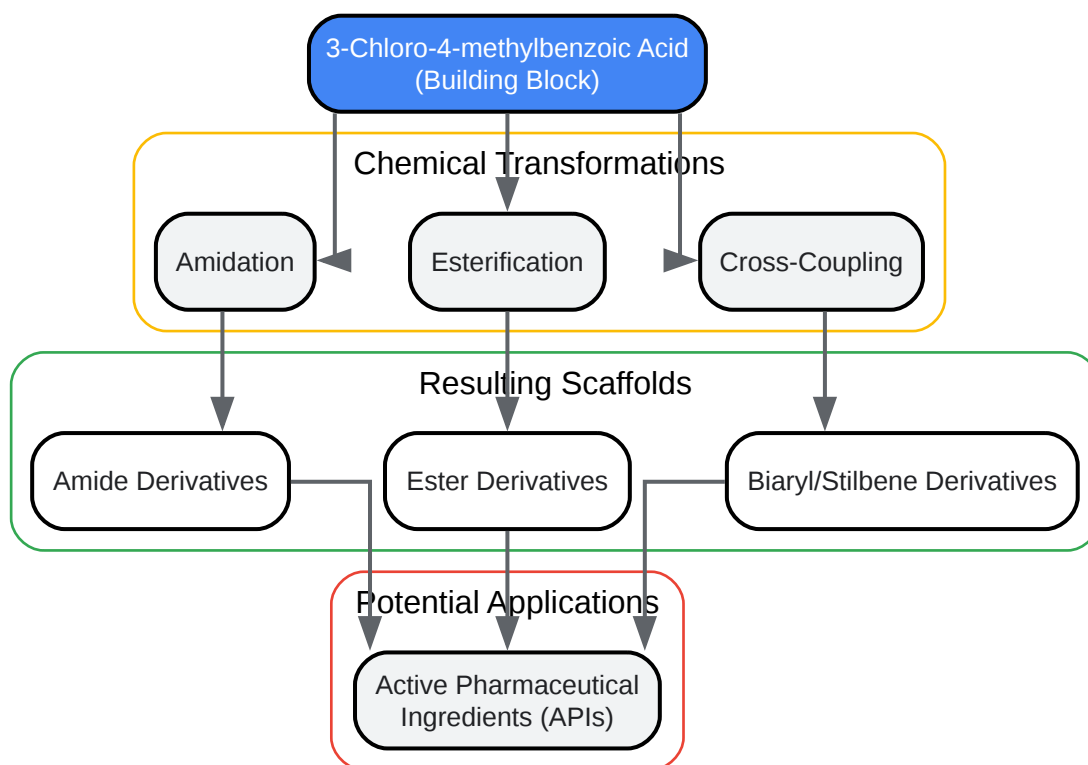 3-Chloro-4-methylbenzoic Acid
(Building Block)
Chemical Transformations
Amidation
Esterification
Cross-Coupling
Resulting Scaffolds
Amide Derivatives
Ester Derivatives
Biaryl/Stilbene Derivatives
Potential Applications
Active Pharmaceutical
Ingredients (APIs)